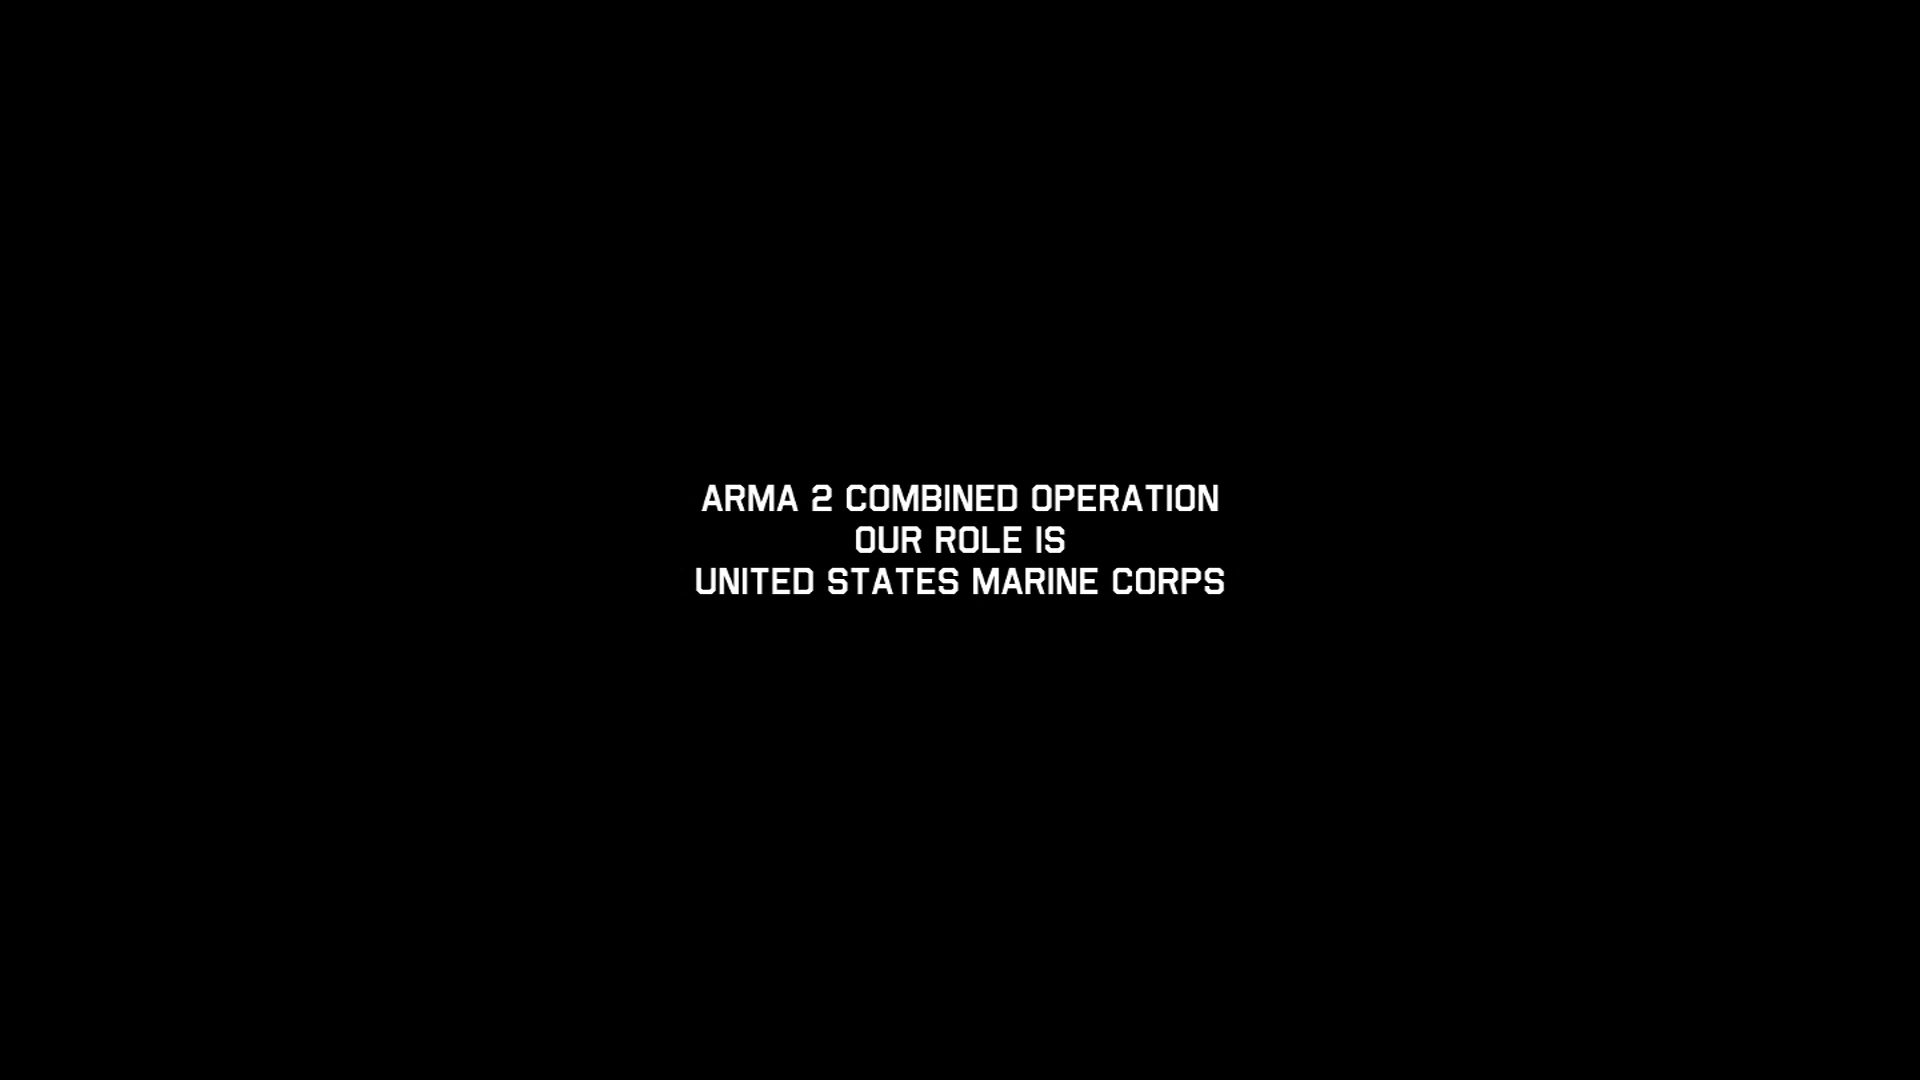 ARMA 2 COMBINED OPERATION
OUR ROLE IS
UNITED STATES MARINE CORPS